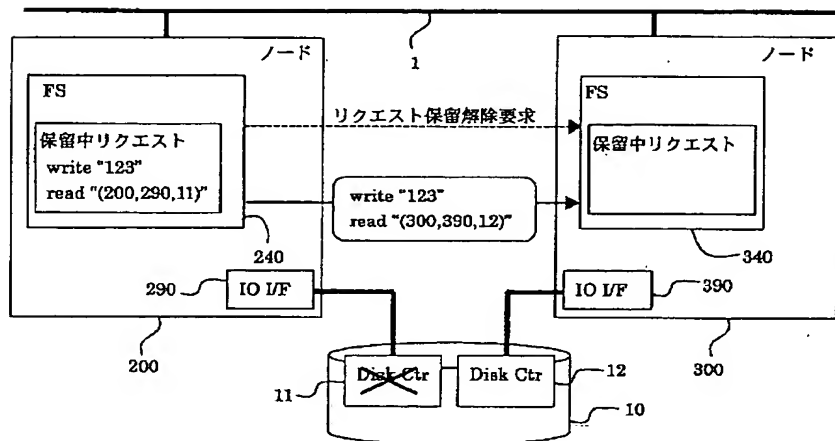 1
ノード
FS
保留中リクエスト
write "123"
read "(200,290,11)"
240
290
IO I/F
200
リクエスト保留解除要求
write "123"
read "(300,390,12)"
ノード
FS
保留中リクエスト
340
IO I/F
390
300
Disk Ctr
11
Disk Ctr
12
10